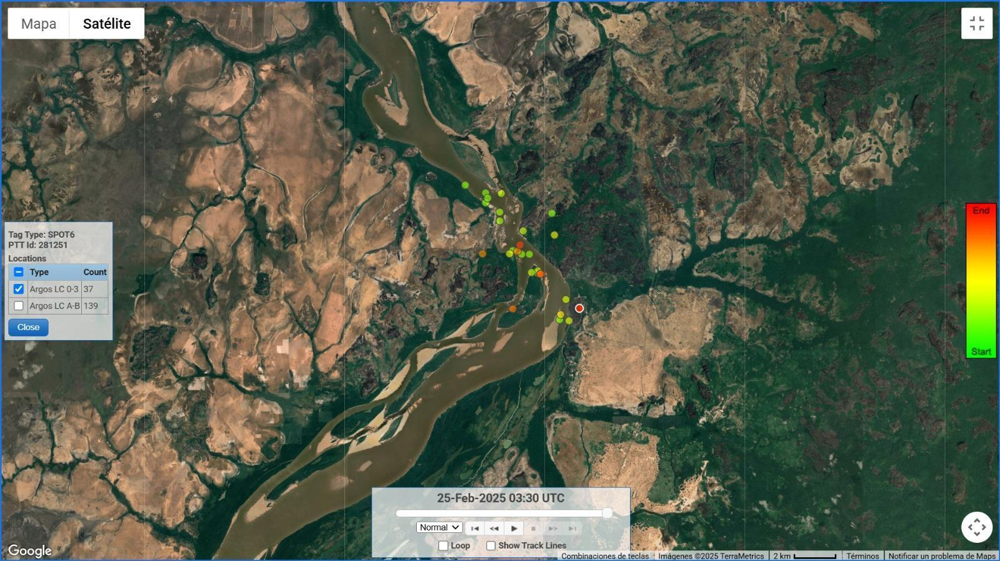 Mapa
Satélite
Tag Type: SPOT6
PTT Id: 281251
Locations
Type Count
Argos LC 0-3 37
Argos LC A-B 139
Close
End
Start
25-Feb-2025 03:30 UTC
Normal
Loop Show Track Lines
Google
Combinaciones de teclas Imágenes ©2025 TerraMetrics 2 km Términos Notificar un problema de Maps